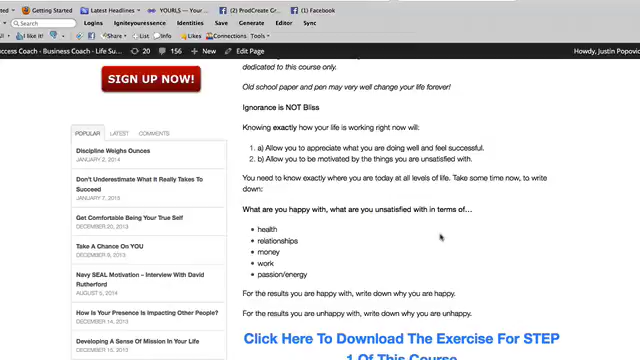 Getting Started Latest Headlines YOURLS — Your... [2] ProdCreate G... Facebook
Search Logins Igniteyouressence Identities Save Generate Editor Sync
I like it! Share Info Likes Connections Tools
Success Coach - Business Coach - Life Su... 20 156 New Edit Page Howdy, Justin Popovic
dedicated to this course only.
SIGN UP NOW!
Old school paper and pen may very well change your life forever!
Ignorance is NOT Bliss
Knowing exactly how your life is working right now will:
1. a) Allow you to appreciate what you are doing well and feel successful.
2. b) Allow you to be motivated by the things you are unsatisfied with.
You need to know exactly where you are today at all levels of life. Take some time now, to write
down:
What are you happy with, what are you unsatisfied with in terms of…
health
relationships
money
work
passion/energy
For the results you are happy with, write down why you are happy.
For the results you are unhappy with, write down why you are unhappy.
Click Here To Download The Exercise For STEP
1 Of This Course
POPULAR LATEST COMMENTS
Discipline Weighs Ounces
JANUARY 2, 2014
Don't Underestimate What It Really Takes To
Succeed
JANUARY 7, 2013
Get Comfortable Being Your True Self
DECEMBER 20, 2013
Take A Chance On YOU
DECEMBER 9, 2013
Navy SEAL Motivation – Interview With David
Rutherford
AUGUST 5, 2014
How Is Your Presence Is Impacting Other People?
DECEMBER 14, 2013
Developing A Sense Of Mission In Your Life
DECEMBER 15, 2013